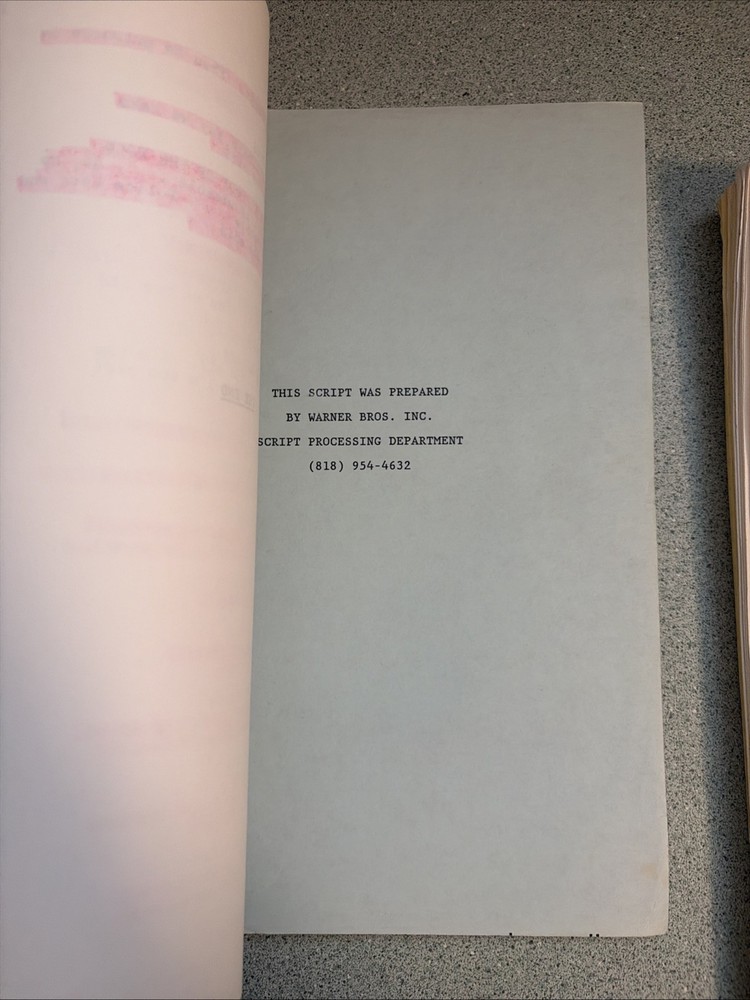 THIS SCRIPT WAS PREPARED
BY WARNER BROS. INC.
SCRIPT PROCESSING DEPARTMENT
(818) 954-4632